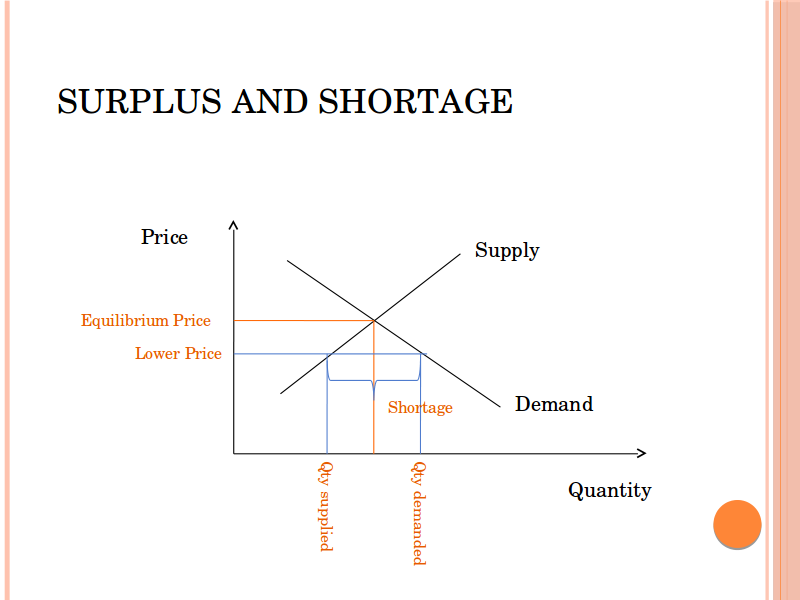 SURPLUS AND SHORTAGE
Price
Supply
Equilibrium Price
Lower Price
Shortage
Demand
Qty supplied
Qty demanded
Quantity